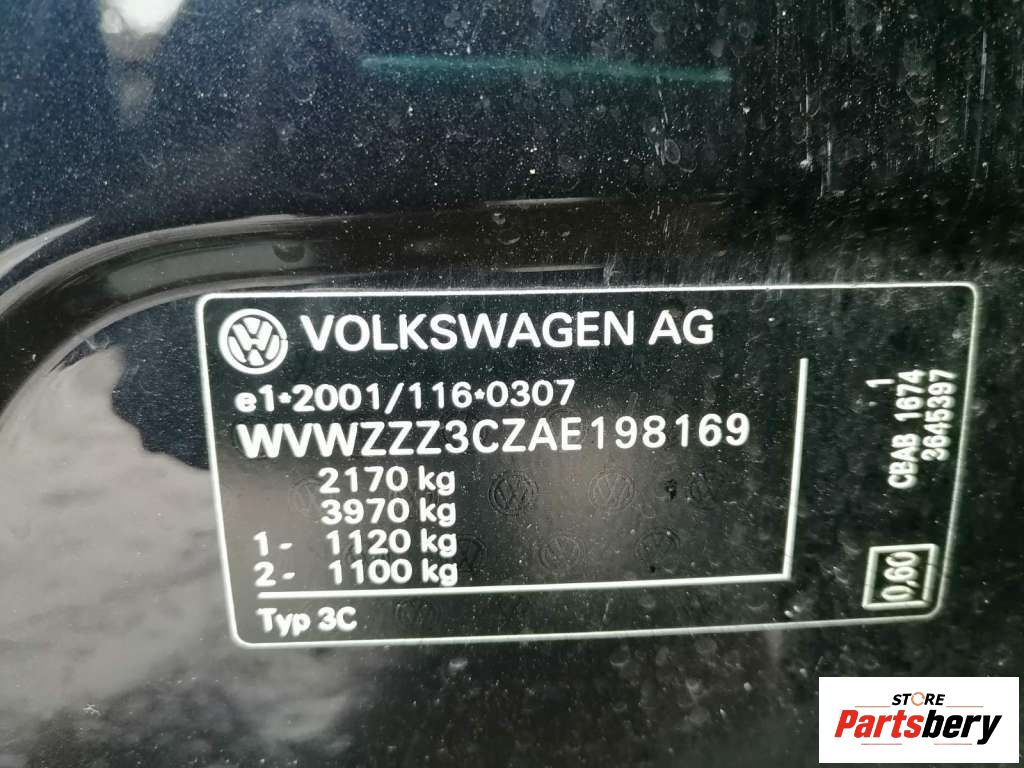 VOLKSWAGEN AG
e1*2001/116*0307
WVWZZZ3CZAE198169
2170 kg
3970 kg
1- 1120 kg
2- 1100 kg
Typ 3C
1
CBAB 1674
3645397
0,60
STORE
Partsbery